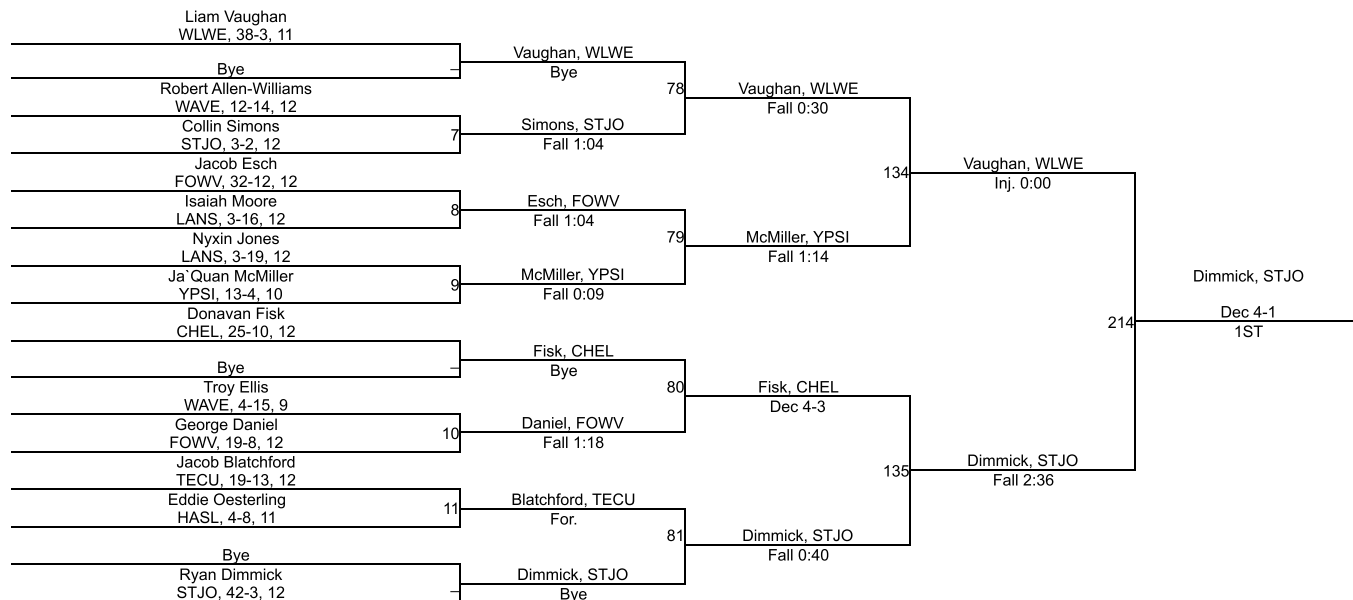 Liam Vaughan
WLWE, 38-3, 11
Bye
Robert Allen-Williams
WAVE, 12-14, 12
Collin Simons
STJO, 3-2, 12
Jacob Esch
FOWV, 32-12, 12
Isaiah Moore
LANS, 3-16, 12
Nyxin Jones
LANS, 3-19, 12
Ja`Quan McMiller
YPSI, 13-4, 10
Donavan Fisk
CHEL, 25-10, 12
Bye
Troy Ellis
WAVE, 4-15, 9
George Daniel
FOWV, 19-8, 12
Jacob Blatchford
TECU, 19-13, 12
Eddie Oesterling
HASL, 4-8, 11
Bye
Ryan Dimmick
STJO, 42-3, 12
–
7
8
9
–
10
11
–
Vaughan, WLWE
Bye
Simons, STJO
Fall 1:04
Esch, FOWV
Fall 1:04
McMiller, YPSI
Fall 0:09
Fisk, CHEL
Bye
Daniel, FOWV
Fall 1:18
Blatchford, TECU
For.
Dimmick, STJO
Bye
78
79
80
81
Vaughan, WLWE
Fall 0:30
McMiller, YPSI
Fall 1:14
Fisk, CHEL
Dec 4-3
Dimmick, STJO
Fall 0:40
134
135
Vaughan, WLWE
Inj. 0:00
Dimmick, STJO
Fall 2:36
214
Dimmick, STJO
Dec 4-1
1ST